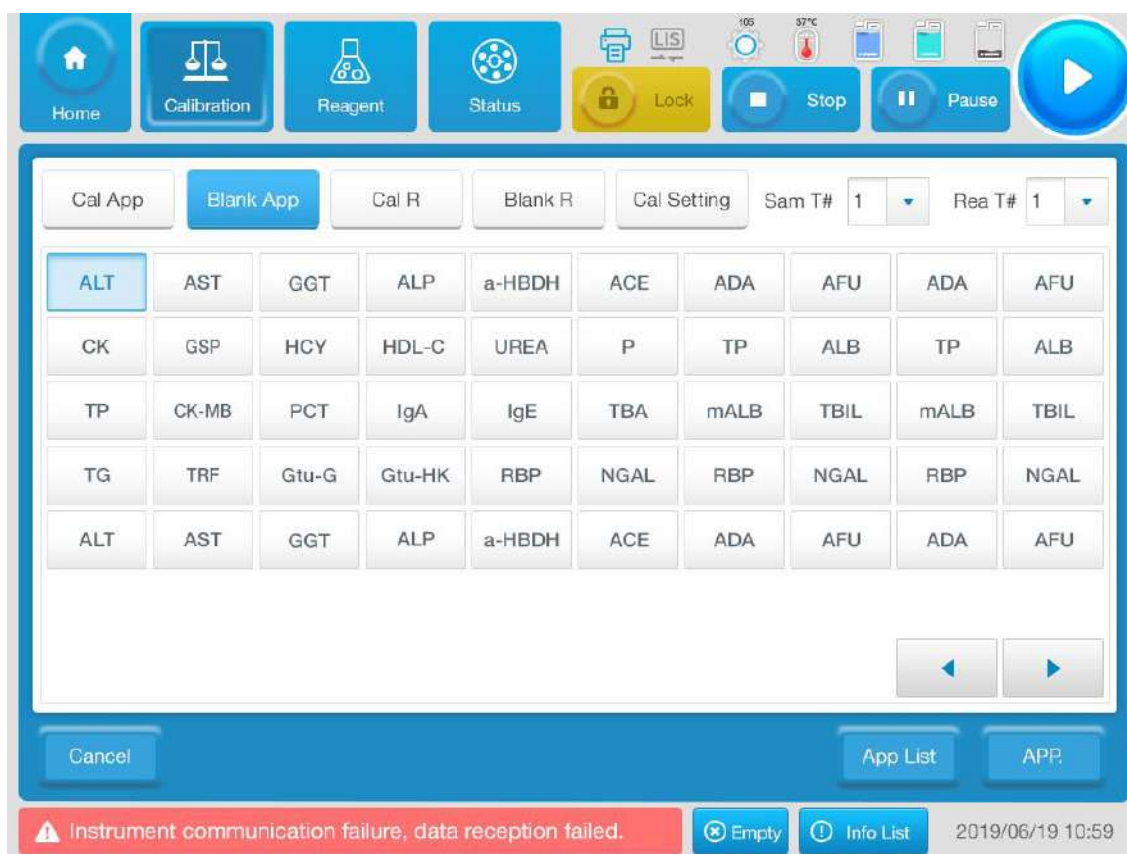 105 37°C
LIS
Home Calibration Reagent Status Lock Stop Pause
Cal App Blank App Cal R Blank R Cal Setting Sam T# 1 Rea T# 1
ALT AST GGT ALP a-HBDH ACE ADA AFU ADA AFU
CK GSP HCY HDL-C UREA P TP ALB TP ALB
TP CK-MB PCT IgA IgE TBA mALB TBIL mALB TBIL
TG TRF Gtu-G Gtu-HK RBP NGAL RBP NGAL RBP NGAL
ALT AST GGT ALP a-HBDH ACE ADA AFU ADA AFU
Cancel App List APP.
Instrument communication failure, data reception failed. Empty Info List 2019/06/19 10:59